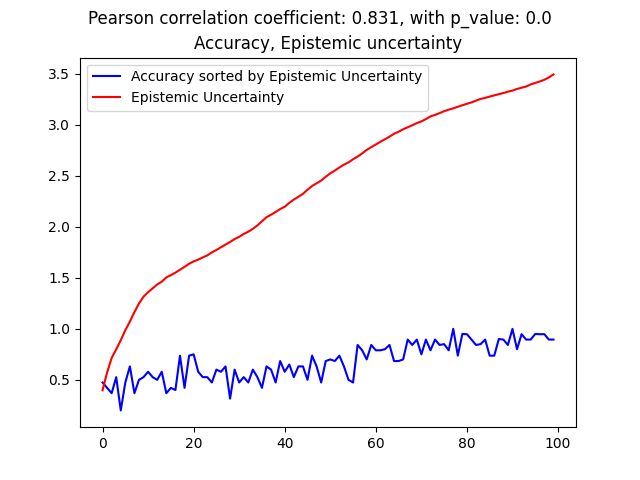 Pearson correlation coefficient: 0.831, with p_value: 0.0
Accuracy, Epistemic uncertainty
Accuracy sorted by Epistemic Uncertainty
Epistemic Uncertainty
3.5
3.0
2.5
2.0
1.5
1.0
0.5
0 20 40 60 80 100